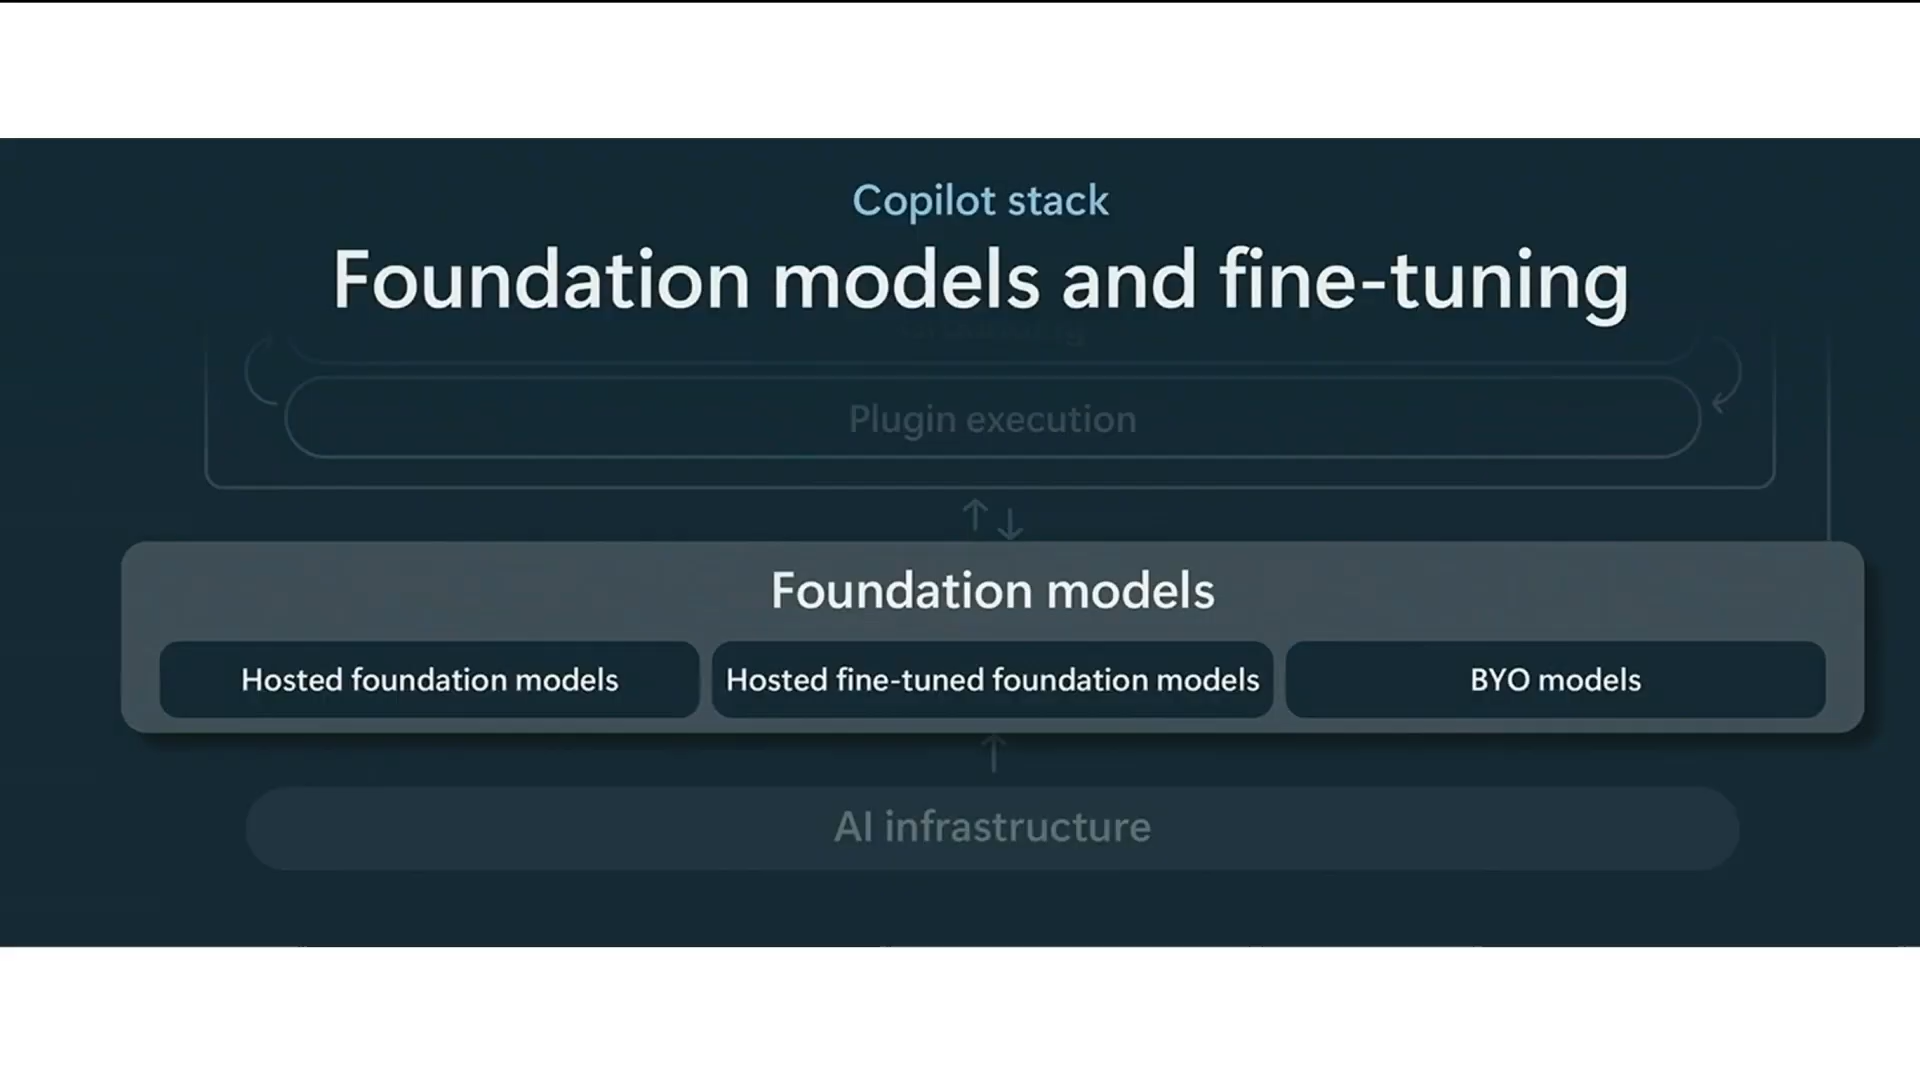 Copilot stack
Foundation models and fine-tuning
Plugin execution
Foundation models
Hosted foundation models
Hosted fine-tuned foundation models
BYO models
AI infrastructure